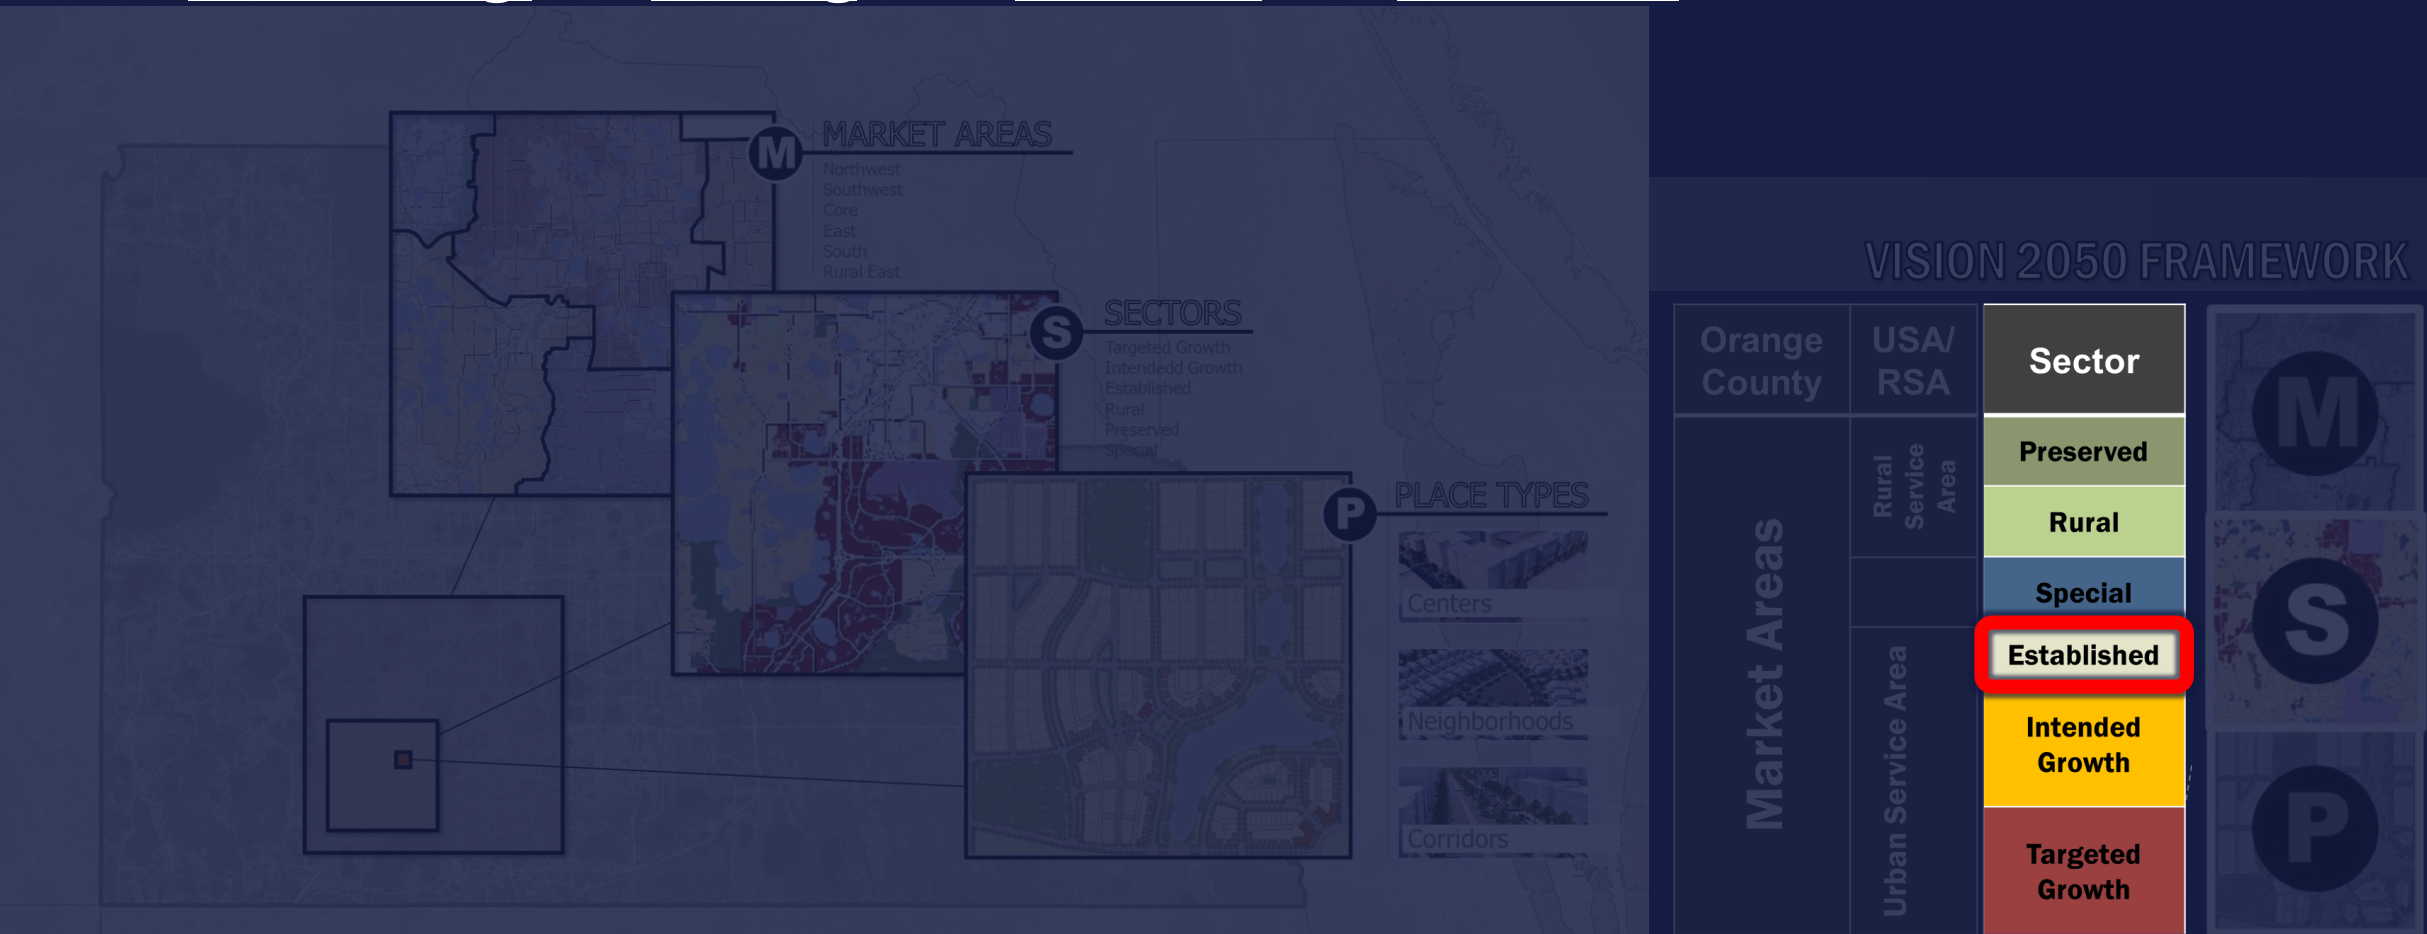 M
MARKET AREAS
Northwest
Southwest
Core
East
South
Rural East
S
SECTORS
Targeted Growth
Intendedd Growth
Established
Rural
Preserved
Special
P
PLACE TYPES
Centers
Neighborhoods
Corridors
VISION 2050 FRAMEWORK
Orange
County
USA/
RSA
Sector
Market Areas
Rural
Service
Area
Urban Service Area
Preserved
Rural
Special
Established
Intended
Growth
Targeted
Growth
M
S
P